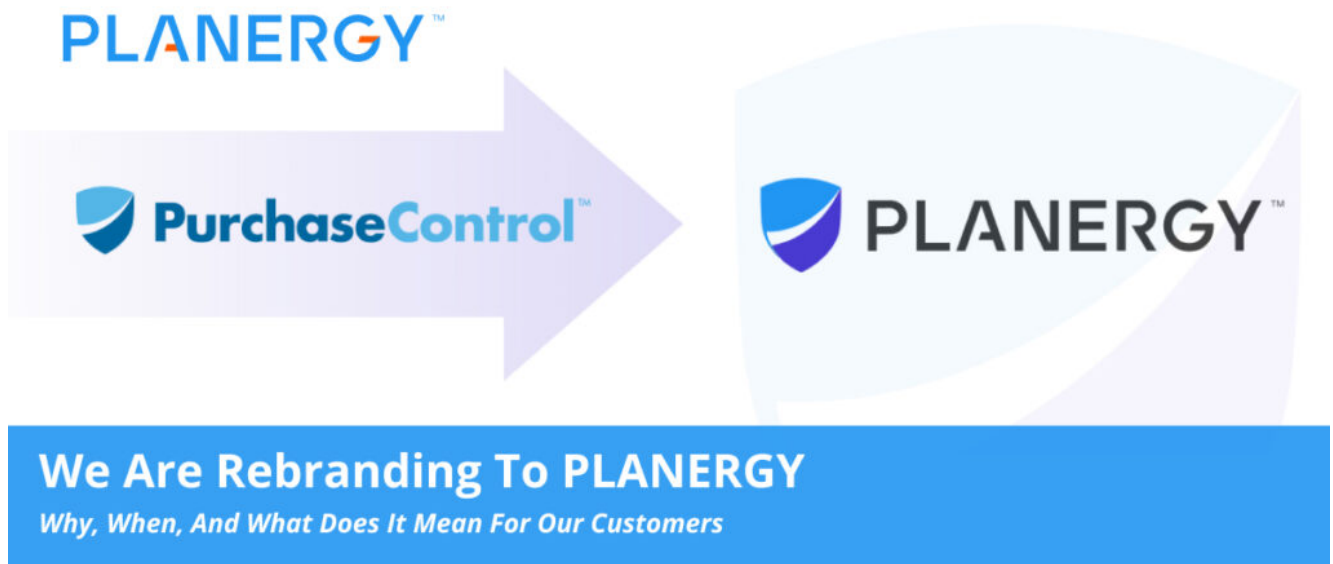 PLANERGY™
PurchaseControl™
PLANERGY™
We Are Rebranding To PLANERGY
Why, When, And What Does It Mean For Our Customers